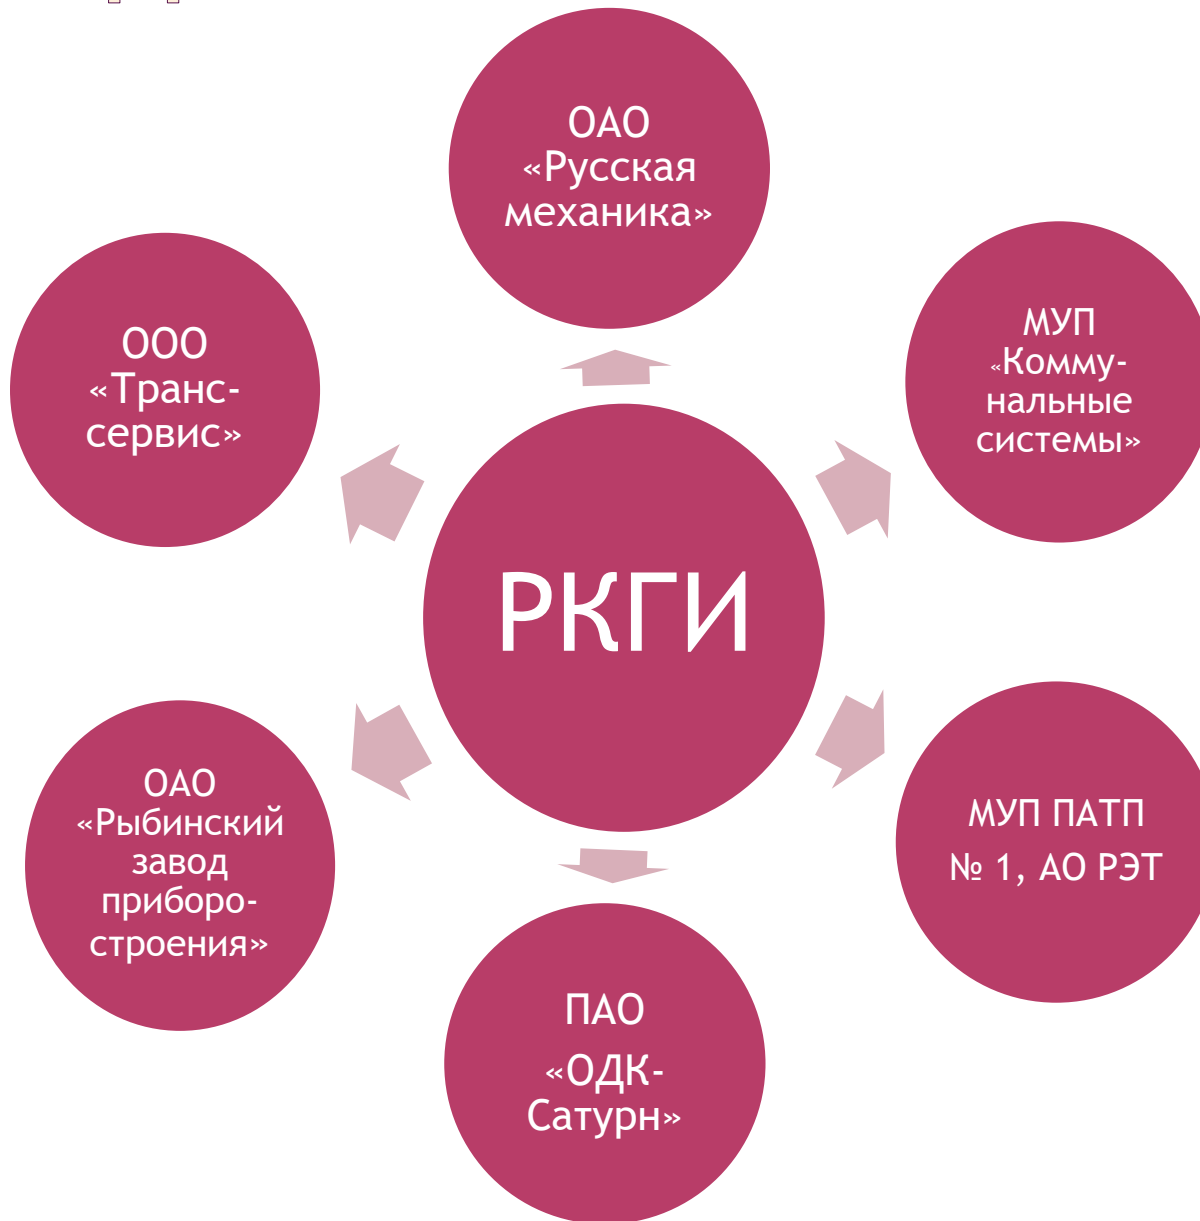 ОАО
«Русская
механика»
МУП
«Комму-
нальные
системы»
ООО
«Транс-
сервис»
РКГИ
ОАО
«Рыбинский
завод
приборо-
строения»
МУП ПАТП
№ 1, АО РЭТ
ПАО
«ОДК-
Сатурн»